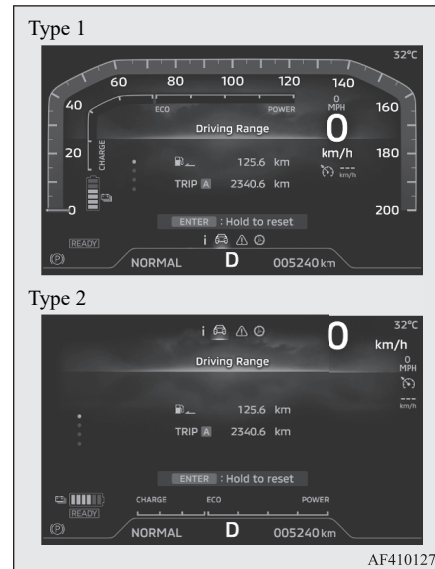 Type 1
32°C
60 80 100 120 140
40 ECO POWER 0 MPH 160
Driving Range 0
CHARGE km/h
20 125.6 km 180
TRIP A 2340.6 km --- km/h
0 ENTER : Hold to reset 200
READY i
(P) NORMAL D 005240 km
Type 2
i 0 32°C
km/h
Driving Range 0 MPH
125.6 km --- km/h
TRIP A 2340.6 km
ENTER : Hold to reset
CHARGE ECO POWER
READY
(P) NORMAL D 005240 km
AF410127